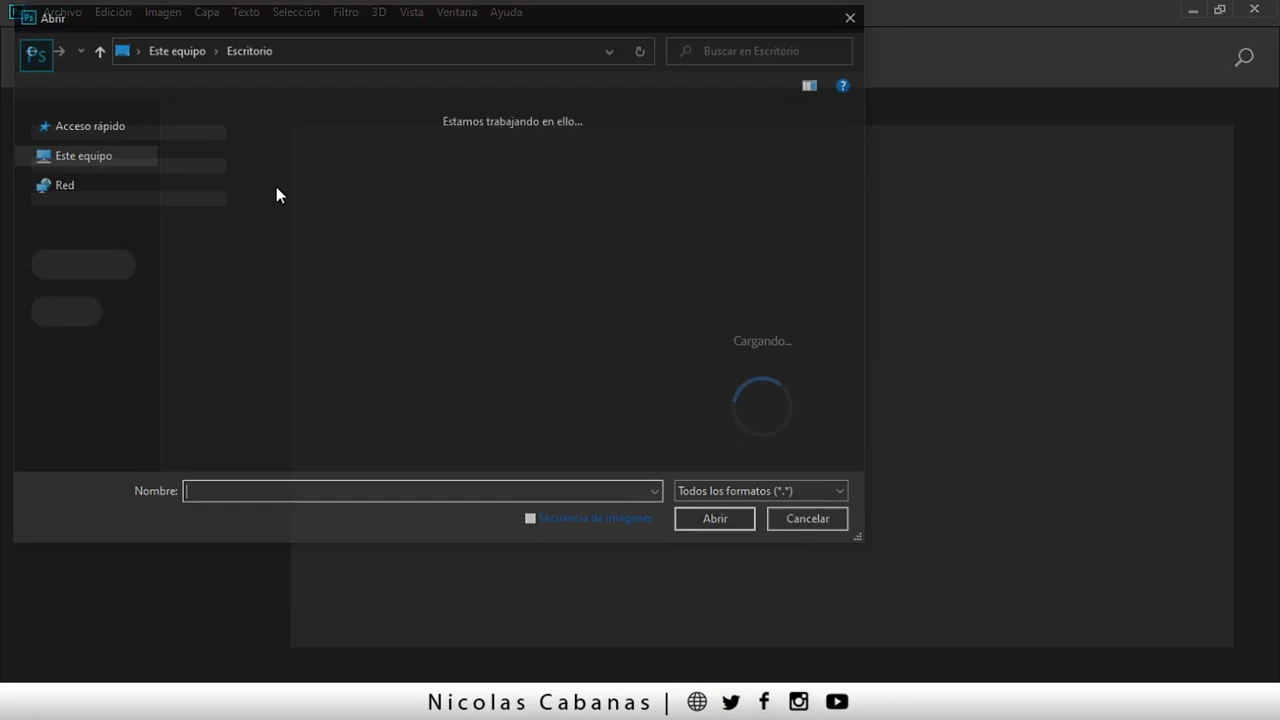 Archivo Edición Imagen Capa Texto Selección Filtro 3D Vista Ventana Ayuda
Ps Abrir
Ps
Este equipo > Escritorio
Buscar en Escritorio
?
Acceso rápido
Estamos trabajando en ello...
Este equipo
Red
Cargando...
Nombre:
Todos los formatos (*.*)
Secuencia de imágenes
Abrir
Cancelar
Nicolas Cabanas |